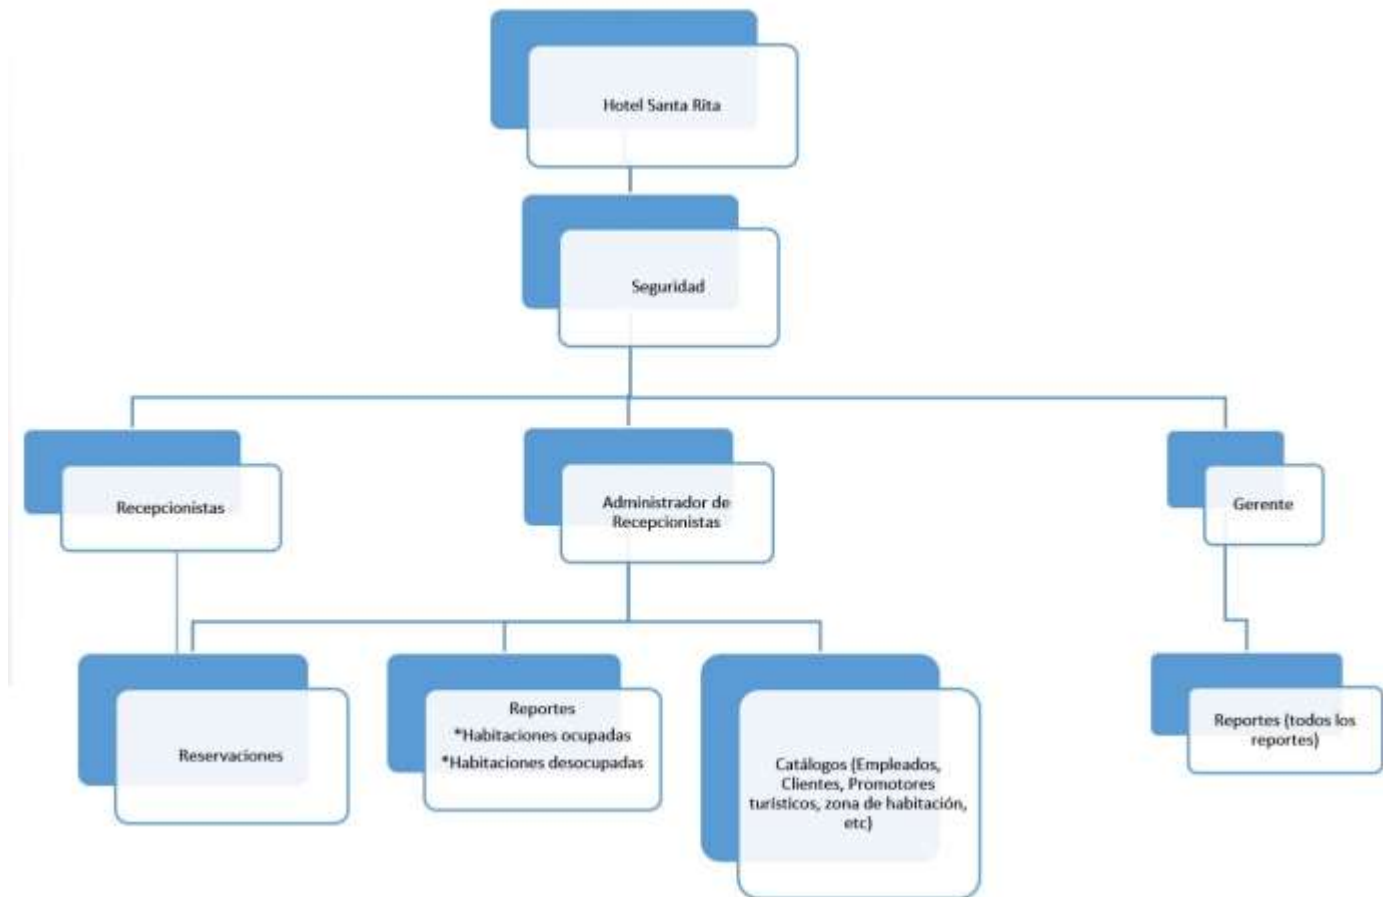 Hotel Santa Rita
Seguridad
Recepcionistas
Administrador de
Recepcionistas
Gerente
Reservaciones
Reportes
*Habitaciones ocupadas
*Habitaciones desocupadas
Catálogos (Empleados,
Clientes, Promotores
turísticos, zona de habitación,
etc)
Reportes (todos los
reportes)